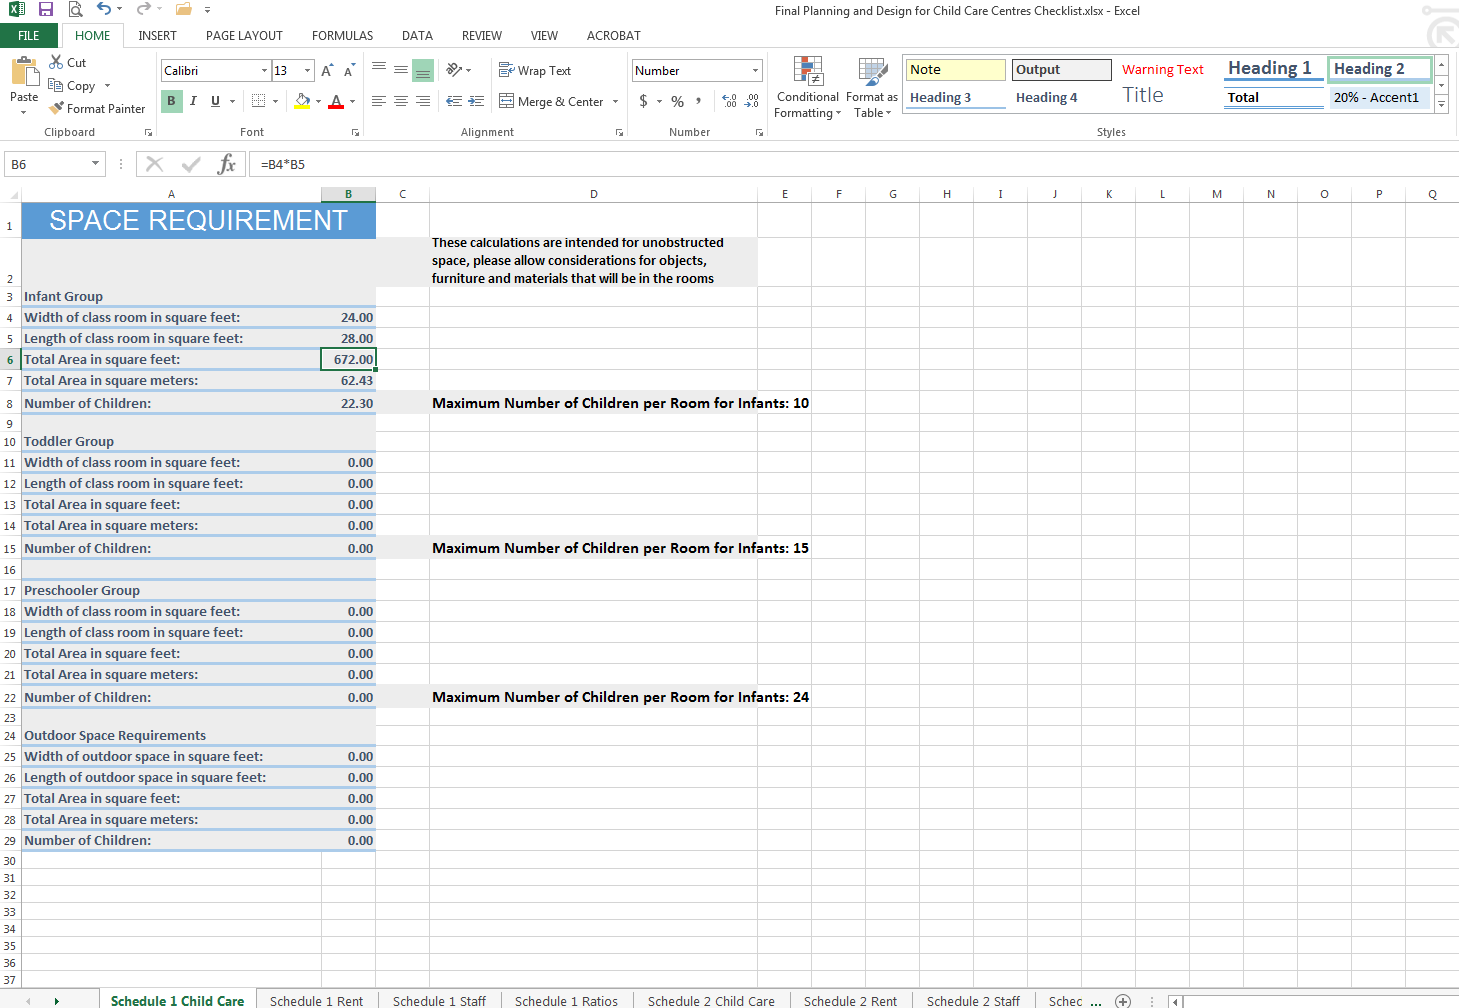 Final Planning and Design for Child Care Centres Checklist.xlsx - Excel
FILE HOME INSERT PAGE LAYOUT FORMULAS DATA REVIEW VIEW ACROBAT
Paste
Cut
Copy
Format Painter
Clipboard
Calibri 13 A A
B I U A
Font
Wrap Text
Merge & Center
Alignment
Number
$ % , .00 .0
Number
Conditional Formatting
Format as Table
Note Output Warning Text Heading 1 Heading 2
Heading 3 Heading 4 Title Total 20% - Accent1
Styles
B6 fx =B4*B5
A B C D E F G H I J K L M N O P Q
1 SPACE REQUIREMENT
These calculations are intended for unobstructed
space, please allow considerations for objects,
2 furniture and materials that will be in the rooms
3 Infant Group
4 Width of class room in square feet: 24.00
5 Length of class room in square feet: 28.00
6 Total Area in square feet: 672.00
7 Total Area in square meters: 62.43
8 Number of Children: 22.30 Maximum Number of Children per Room for Infants: 10
9
10 Toddler Group
11 Width of class room in square feet: 0.00
12 Length of class room in square feet: 0.00
13 Total Area in square feet: 0.00
14 Total Area in square meters: 0.00
15 Number of Children: 0.00 Maximum Number of Children per Room for Infants: 15
16
17 Preschooler Group
18 Width of class room in square feet: 0.00
19 Length of class room in square feet: 0.00
20 Total Area in square feet: 0.00
21 Total Area in square meters: 0.00
22 Number of Children: 0.00 Maximum Number of Children per Room for Infants: 24
23
24 Outdoor Space Requirements
25 Width of outdoor space in square feet: 0.00
26 Length of outdoor space in square feet: 0.00
27 Total Area in square feet: 0.00
28 Total Area in square meters: 0.00
29 Number of Children: 0.00
30
31
32
33
34
35
36
37
Schedule 1 Child Care Schedule 1 Rent Schedule 1 Staff Schedule 1 Ratios Schedule 2 Child Care Schedule 2 Rent Schedule 2 Staff Schec ...